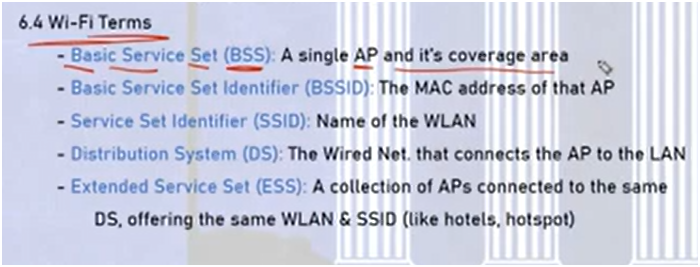 6.4 Wi-Fi Terms
- Basic Service Set (BSS): A single AP and it's coverage area
- Basic Service Set Identifier (BSSID): The MAC address of that AP
- Service Set Identifier (SSID): Name of the WLAN
- Distribution System (DS): The Wired Net. that connects the AP to the LAN
- Extended Service Set (ESS): A collection of APs connected to the same
DS, offering the same WLAN & SSID (like hotels, hotspot)